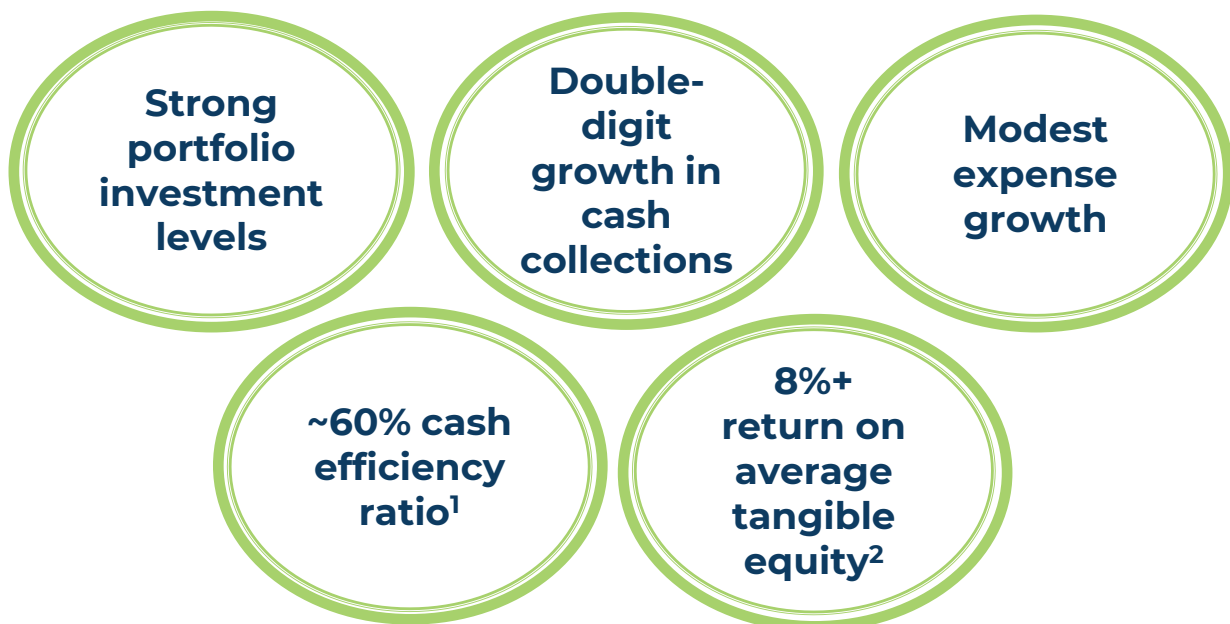 Strong
portfolio
investment
levels
Double-
digit
growth in
cash
collections
Modest
expense
growth
~60% cash
efficiency
ratio¹
8%+
return on
average
tangible
equity²